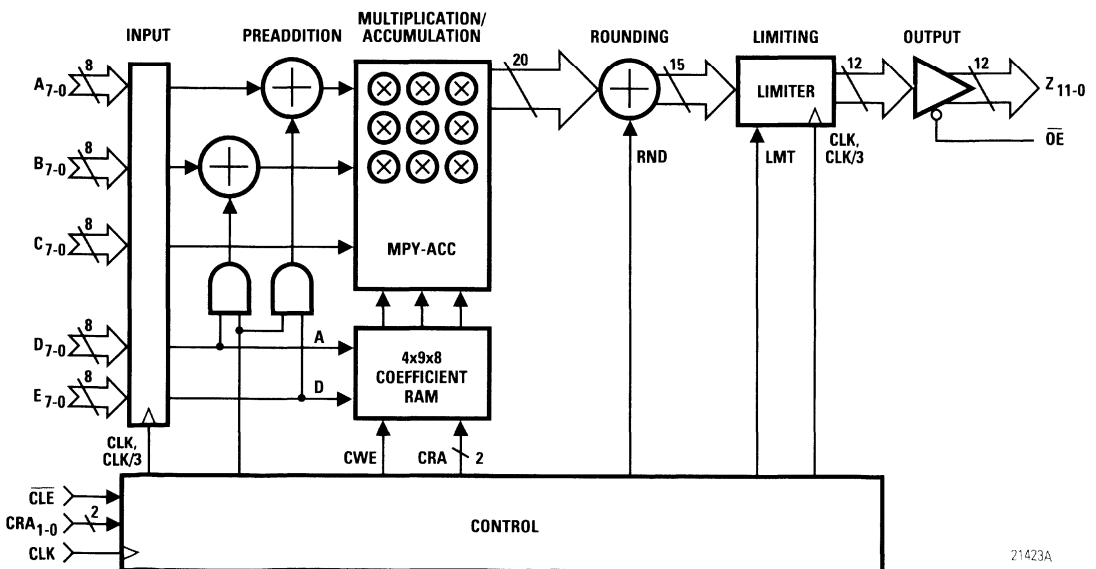 INPUT
PREADDITION
MULTIPLICATION/
ACCUMULATION
ROUNDING
LIMITING
OUTPUT
A7-0
8
20
15
LIMITER
12
12
Z 11-0
B7-0
8
RND
LMT
CLK,
CLK/3
OE
C7-0
8
MPY-ACC
D7-0
8
A
4x9x8
COEFFICIENT
RAM
E7-0
8
D
CLK,
CLK/3
CWE
CRA
2
CLE
CRA1-0
2
CLK
CONTROL
21423A